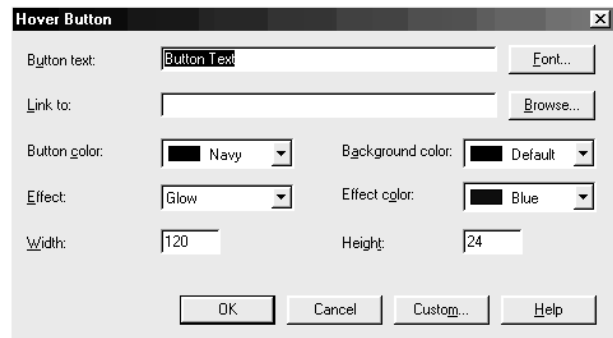 Hover Button
Button text: Button Text Font...
Link to: Browse...
Button color: Navy Background color: Default
Effect: Glow Effect color: Blue
Width: 120 Height: 24
OK Cancel Custom... Help